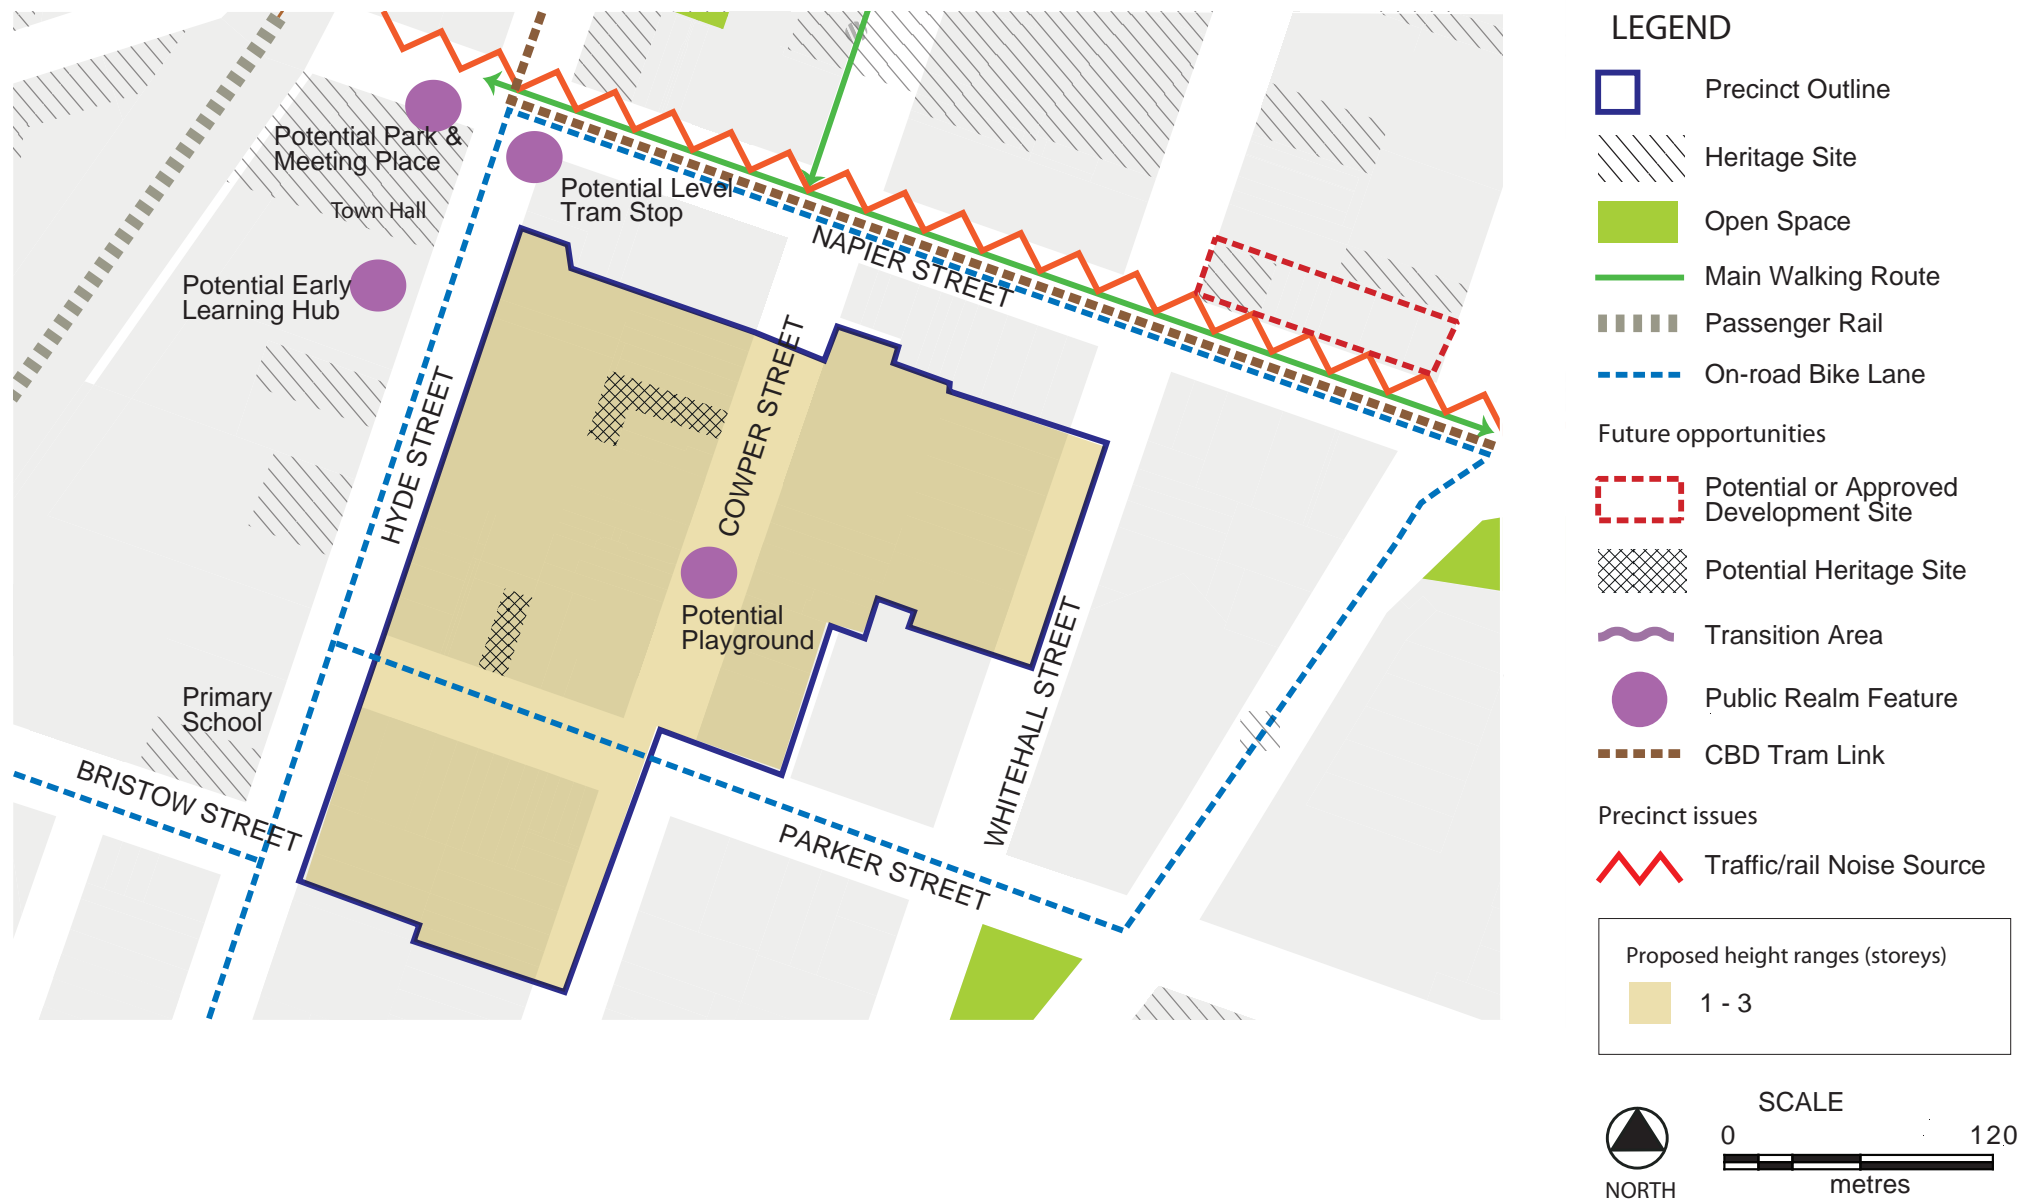 Potential Park &
Meeting Place
Town Hall
Potential Level
Tram Stop
NAPIER STREET
Potential Early
Learning Hub
HYDE STREET
COWPER STREET
Potential
Playground
WHITEHALL STREET
Primary
School
BRISTOW STREET
PARKER STREET
LEGEND
Precinct Outline
Heritage Site
Open Space
Main Walking Route
Passenger Rail
On-road Bike Lane
Future opportunities
Potential or Approved
Development Site
Potential Heritage Site
Transition Area
Public Realm Feature
CBD Tram Link
Precinct issues
Traffic/rail Noise Source
Proposed height ranges (storeys)
1 - 3
SCALE
0 120
metres
NORTH